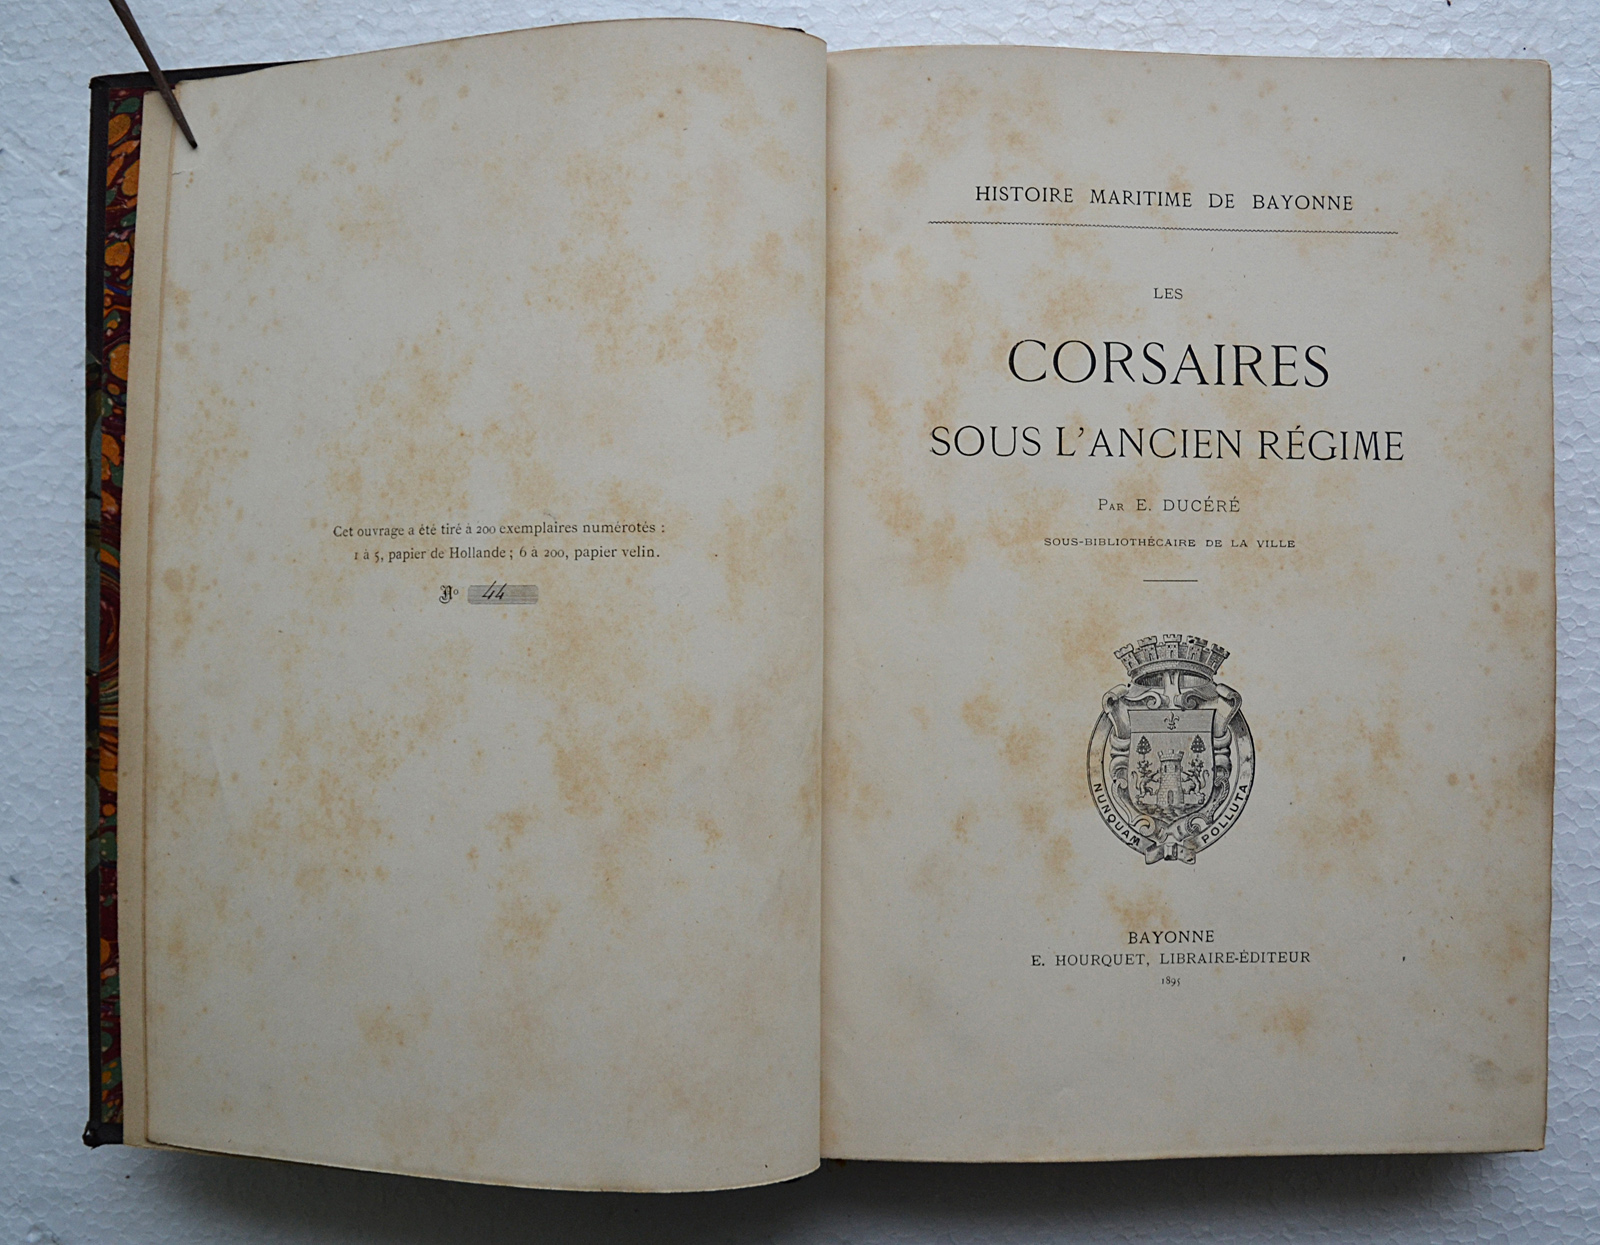 Cet ouvrage a été tiré à 200 exemplaires numérotés :
1 à 5, papier de Hollande ; 6 à 200, papier velin.
No 44
HISTOIRE MARITIME DE BAYONNE
LES
CORSAIRES
SOUS L'ANCIEN RÉGIME
PAR E. DUCÉRÉ
SOUS-BIBLIOTHÉCAIRE DE LA VILLE
NUNQUAM POLLUTA
BAYONNE
E. HOURQUET, LIBRAIRE-ÉDITEUR
1895